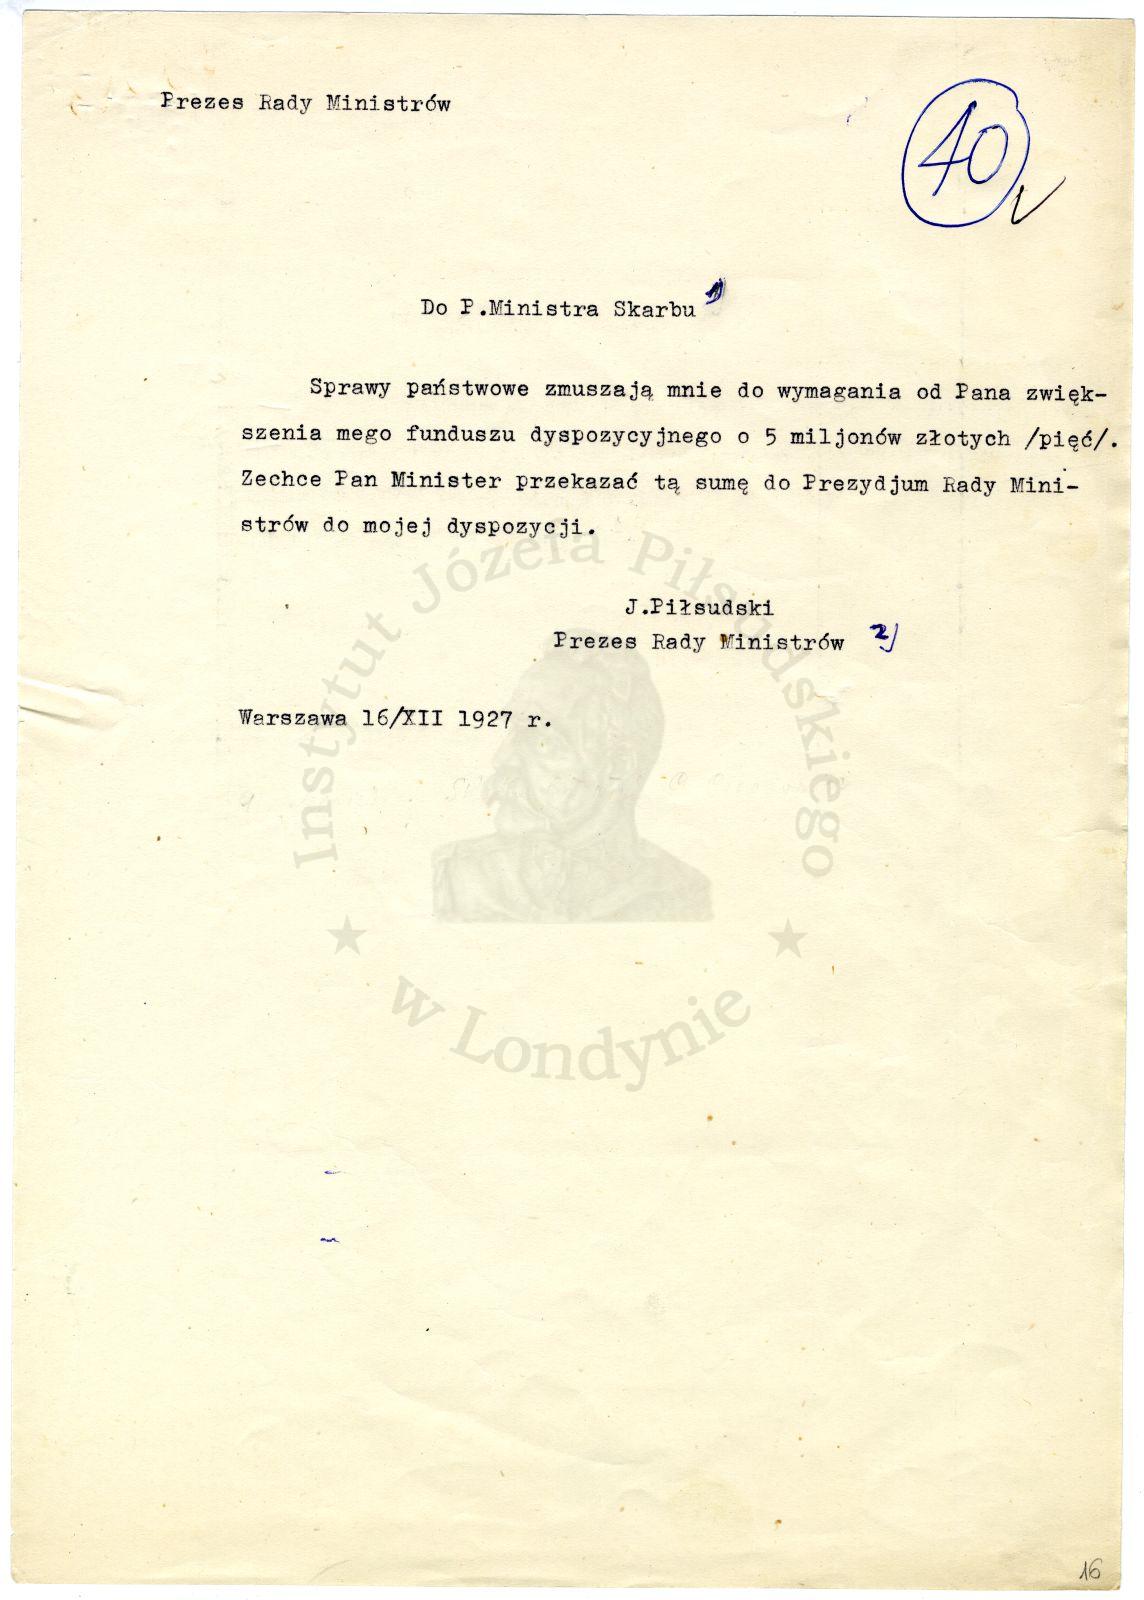 Prezes Rady Ministrów
40
Do P.Ministra Skarbu 1)
Sprawy państwowe zmuszają mnie do wymagania od Pana zwięk-
szenia mego funduszu dyspozycyjnego o 5 miljonów złotych /pięć/.
Zechce Pan Minister przekazać tą sumę do Prezydjum Rady Mini-
strów do mojej dyspozycji.
J.Piłsudski
Prezes Rady Ministrów 2)
Warszawa 16/XII 1927 r.
Instytut Józefa Piłsudskiego
w Londynie
16